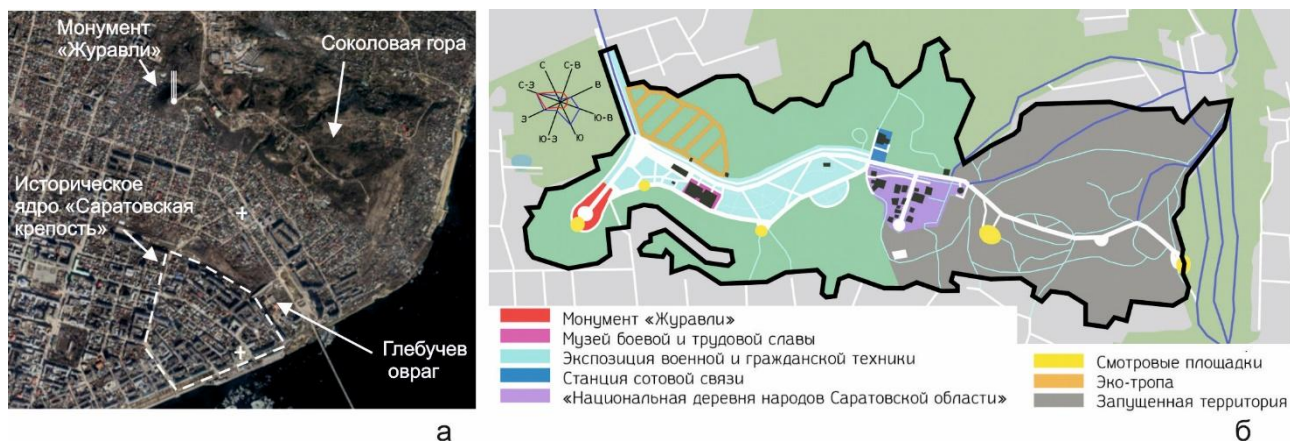 Монумент
«Журавли»
Соколовая гора
Историческое
ядро «Саратовская
крепость»
Глебучев
овраг
а
С
С-В
В
Ю-В
Ю
Ю-З
З
С-З
Монумент «Журавли»
Музей боевой и трудовой славы
Экспозиция военной и гражданской техники
Станция сотовой связи
«Национальная деревня народов Саратовской области»
Смотровые площадки
Эко-тропа
Запущенная территория
б